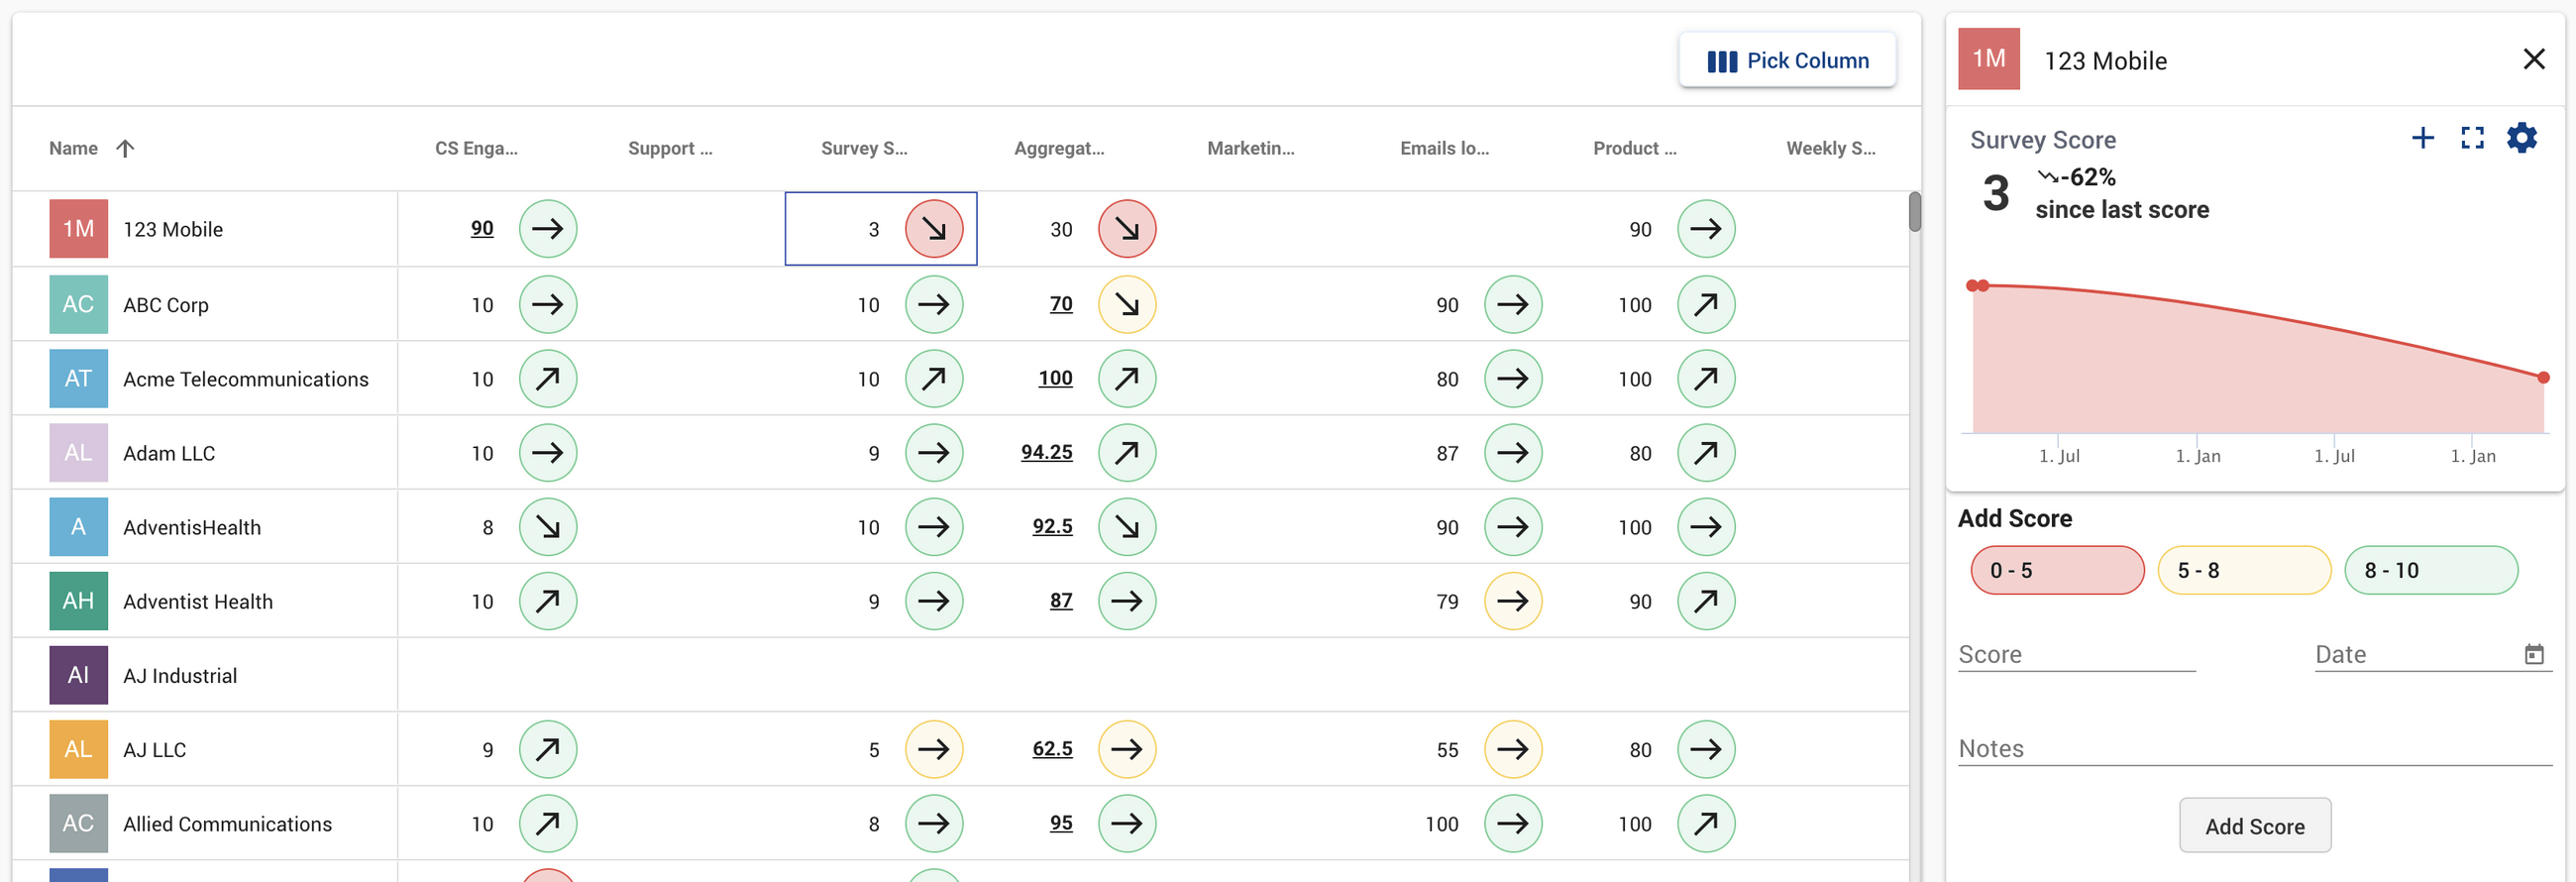 Pick Column
Name CS Enga... Support ... Survey S... Aggregat... Marketin... Emails lo... Product ... Weekly S...
1M 123 Mobile 90 3 30 90
AC ABC Corp 10 10 70 90 100
AT Acme Telecommunications 10 10 100 80 100
AL Adam LLC 10 9 94.25 87 80
A AdventisHealth 8 10 92.5 90 100
AH Adventist Health 10 9 87 79 90
AI AJ Industrial
AL AJ LLC 9 5 62.5 55 80
AC Allied Communications 10 8 95 100 100
1M 123 Mobile
Survey Score
3 -62%
since last score
1. Jul 1. Jan 1. Jul 1. Jan
Add Score
0 - 5 5 - 8 8 - 10
Score Date
Notes
Add Score